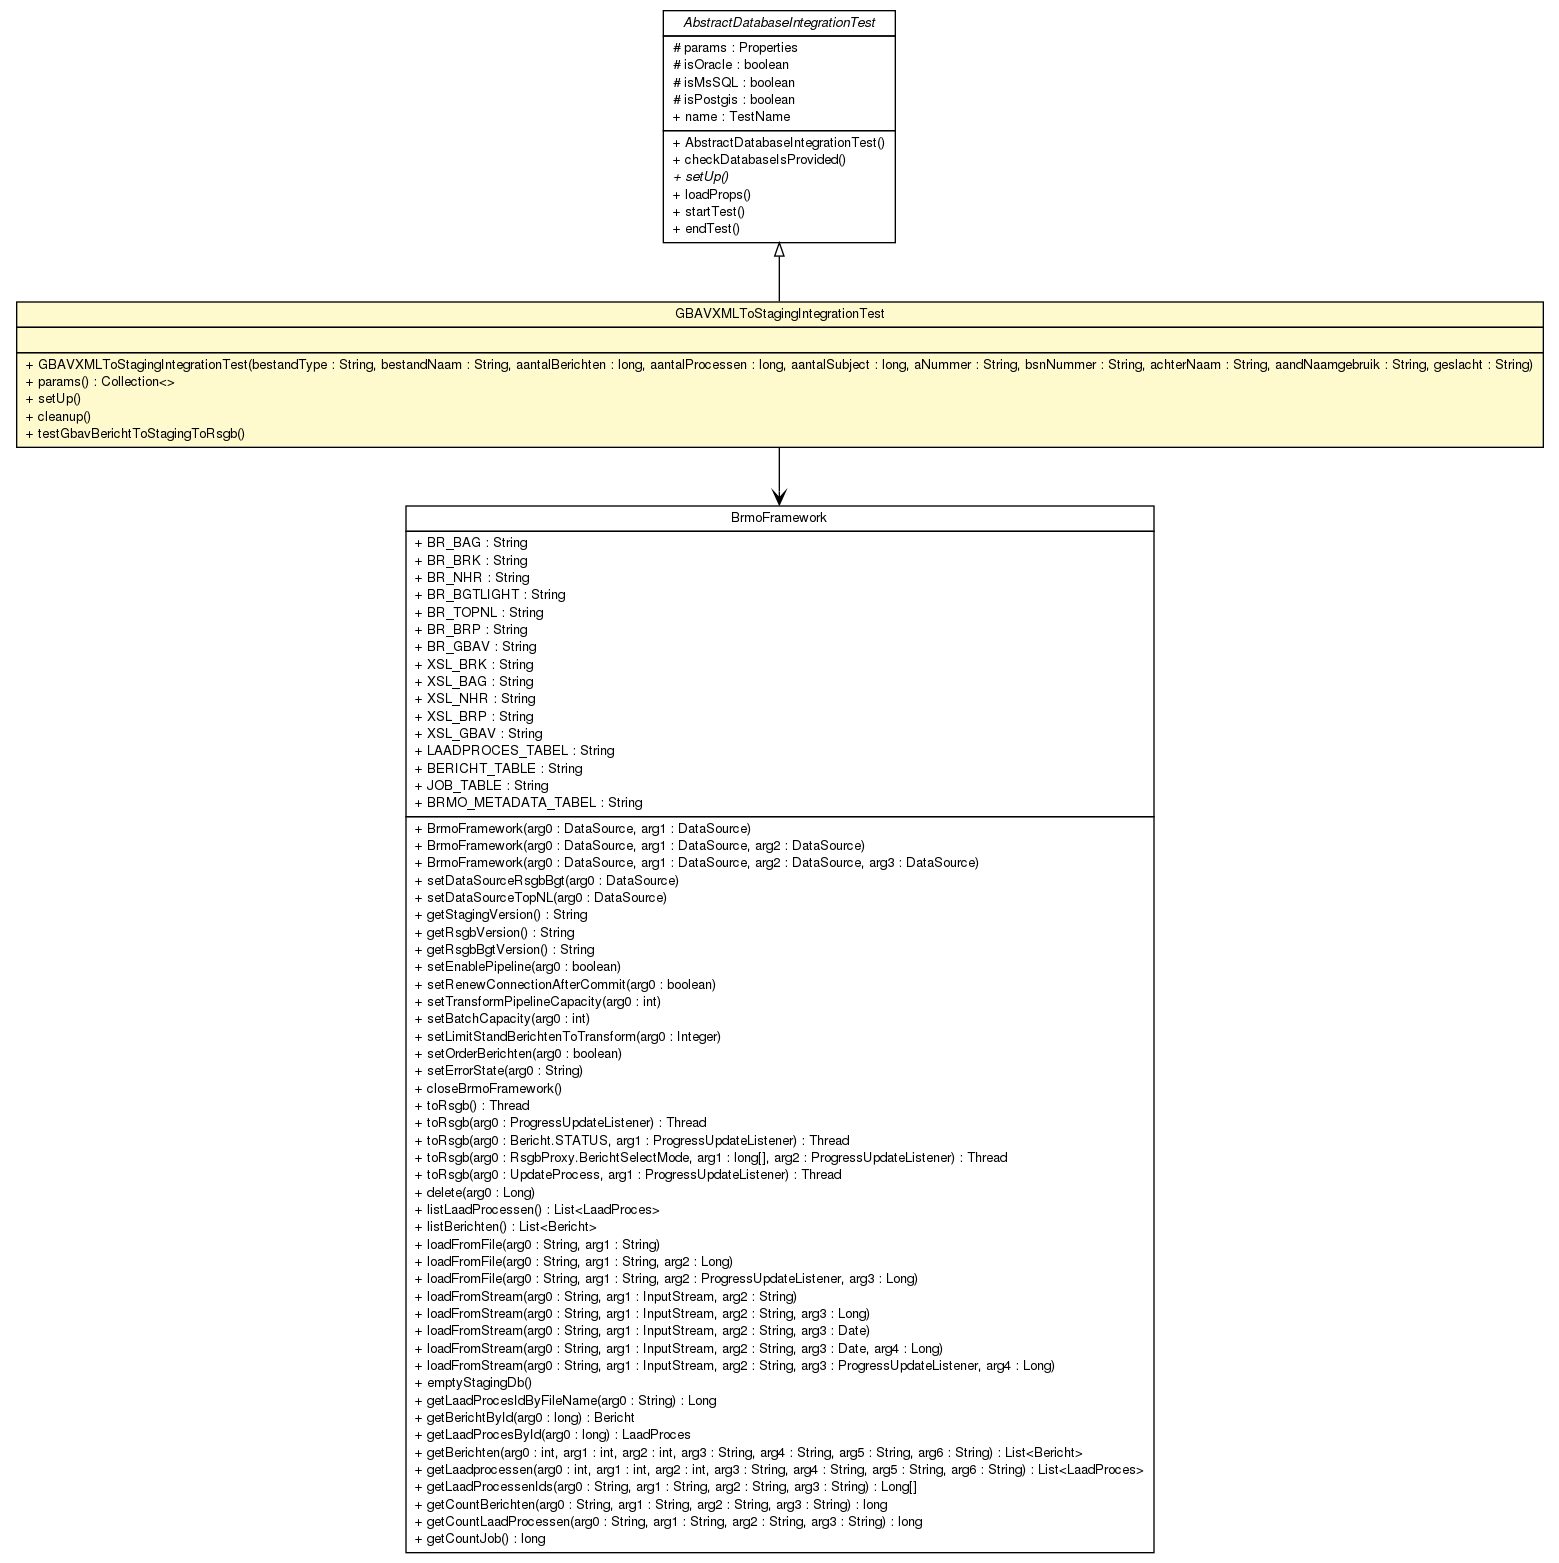 AbstractDatabaseIntegrationTest
# params : Properties
# isOracle : boolean
# isMsSQL : boolean
# isPostgis : boolean
+ name : TestName
+ AbstractDatabaseIntegrationTest()
+ checkDatabaseIsProvided()
+ setUp()
+ loadProps()
+ startTest()
+ endTest()
GBAVXMLToStagingIntegrationTest
+ GBAVXMLToStagingIntegrationTest(bestandType : String, bestandNaam : String, aantalBerichten : long, aantalProcessen : long, aantalSubject : long, aNummer : String, bsnNummer : String, achterNaam : String, aandNaamgebruik : String, geslacht : String)
+ params() : Collection<>
+ setUp()
+ cleanup()
+ testGbavBerichtToStagingToRsgb()
BrmoFramework
+ BR_BAG : String
+ BR_BRK : String
+ BR_NHR : String
+ BR_BGTLIGHT : String
+ BR_TOPNL : String
+ BR_BRP : String
+ BR_GBAV : String
+ XSL_BRK : String
+ XSL_BAG : String
+ XSL_NHR : String
+ XSL_BRP : String
+ XSL_GBAV : String
+ LAADPROCES_TABEL : String
+ BERICHT_TABLE : String
+ JOB_TABLE : String
+ BRMO_METADATA_TABEL : String
+ BrmoFramework(arg0 : DataSource, arg1 : DataSource)
+ BrmoFramework(arg0 : DataSource, arg1 : DataSource, arg2 : DataSource)
+ BrmoFramework(arg0 : DataSource, arg1 : DataSource, arg2 : DataSource, arg3 : DataSource)
+ setDataSourceRsgbBgt(arg0 : DataSource)
+ setDataSourceTopNL(arg0 : DataSource)
+ getStagingVersion() : String
+ getRsgbVersion() : String
+ getRsgbBgtVersion() : String
+ setEnablePipeline(arg0 : boolean)
+ setRenewConnectionAfterCommit(arg0 : boolean)
+ setTransformPipelineCapacity(arg0 : int)
+ setBatchCapacity(arg0 : int)
+ setLimitStandBerichtenToTransform(arg0 : Integer)
+ setOrderBerichten(arg0 : boolean)
+ setErrorState(arg0 : String)
+ closeBrmoFramework()
+ toRsgb() : Thread
+ toRsgb(arg0 : ProgressUpdateListener) : Thread
+ toRsgb(arg0 : Bericht.STATUS, arg1 : ProgressUpdateListener) : Thread
+ toRsgb(arg0 : RsgbProxy.BerichtSelectMode, arg1 : long[], arg2 : ProgressUpdateListener) : Thread
+ toRsgb(arg0 : UpdateProcess, arg1 : ProgressUpdateListener) : Thread
+ delete(arg0 : Long)
+ listLaadProcessen() : List<LaadProces>
+ listBerichten() : List<Bericht>
+ loadFromFile(arg0 : String, arg1 : String)
+ loadFromFile(arg0 : String, arg1 : String, arg2 : Long)
+ loadFromFile(arg0 : String, arg1 : String, arg2 : ProgressUpdateListener, arg3 : Long)
+ loadFromStream(arg0 : String, arg1 : InputStream, arg2 : String)
+ loadFromStream(arg0 : String, arg1 : InputStream, arg2 : String, arg3 : Long)
+ loadFromStream(arg0 : String, arg1 : InputStream, arg2 : String, arg3 : Date)
+ loadFromStream(arg0 : String, arg1 : InputStream, arg2 : String, arg3 : Date, arg4 : Long)
+ loadFromStream(arg0 : String, arg1 : InputStream, arg2 : String, arg3 : ProgressUpdateListener, arg4 : Long)
+ emptyStagingDb()
+ getLaadProcesIdByFileName(arg0 : String) : Long
+ getBerichtById(arg0 : long) : Bericht
+ getLaadProcesById(arg0 : long) : LaadProces
+ getBerichten(arg0 : int, arg1 : int, arg2 : int, arg3 : String, arg4 : String, arg5 : String, arg6 : String) : List<Bericht>
+ getLaadprocessen(arg0 : int, arg1 : int, arg2 : int, arg3 : String, arg4 : String, arg5 : String, arg6 : String) : List<LaadProces>
+ getLaadProcessenIds(arg0 : String, arg1 : String, arg2 : String, arg3 : String) : Long[]
+ getCountBerichten(arg0 : String, arg1 : String, arg2 : String, arg3 : String) : long
+ getCountLaadProcessen(arg0 : String, arg1 : String, arg2 : String, arg3 : String) : long
+ getCountJob() : long